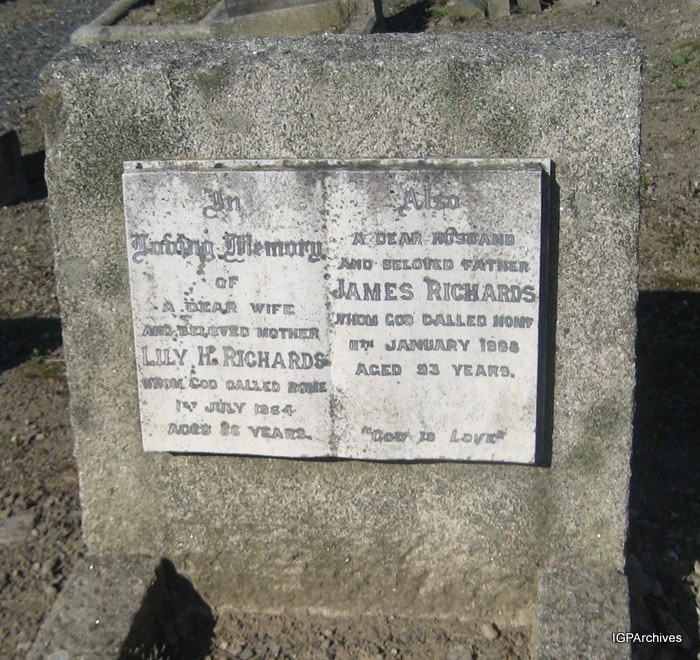 In
Loving Memory
OF
A DEAR WIFE
AND BELOVED MOTHER
LILY H. RICHARDS
WHOM GOD CALLED HOME
1ST JULY 1964
AGED 86 YEARS.
Also
A DEAR HUSBAND
AND BELOVED FATHER
JAMES RICHARDS
WHOM GOD CALLED HOME
11TH JANUARY 1968
AGED 93 YEARS.
"GOD IS LOVE"
IGPArchives